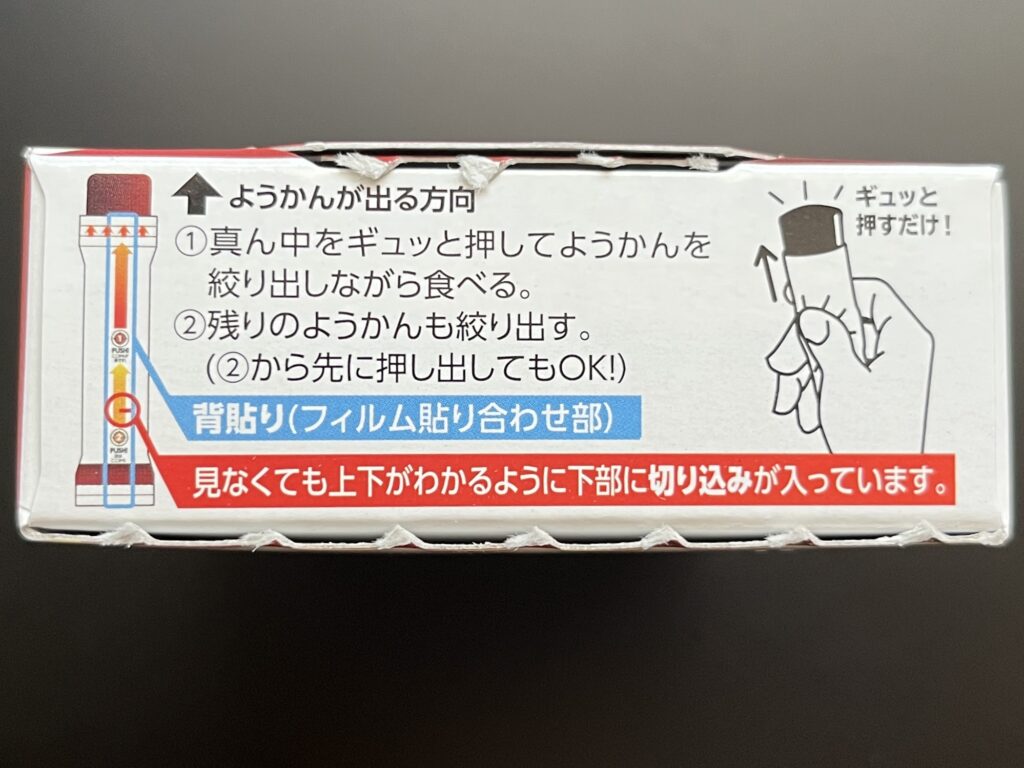 ようかんが出る方向
①真ん中をギュッと押してようかんを
絞り出しながら食べる。
②残りのようかんも絞り出す。
(②から先に押し出してもOK!)
背貼り(フィルム貼り合わせ部)
見なくても上下がわかるように下部に切り込みが入っています。
ギュッと
押すだけ!
①
PUSH!
②
PUSH!